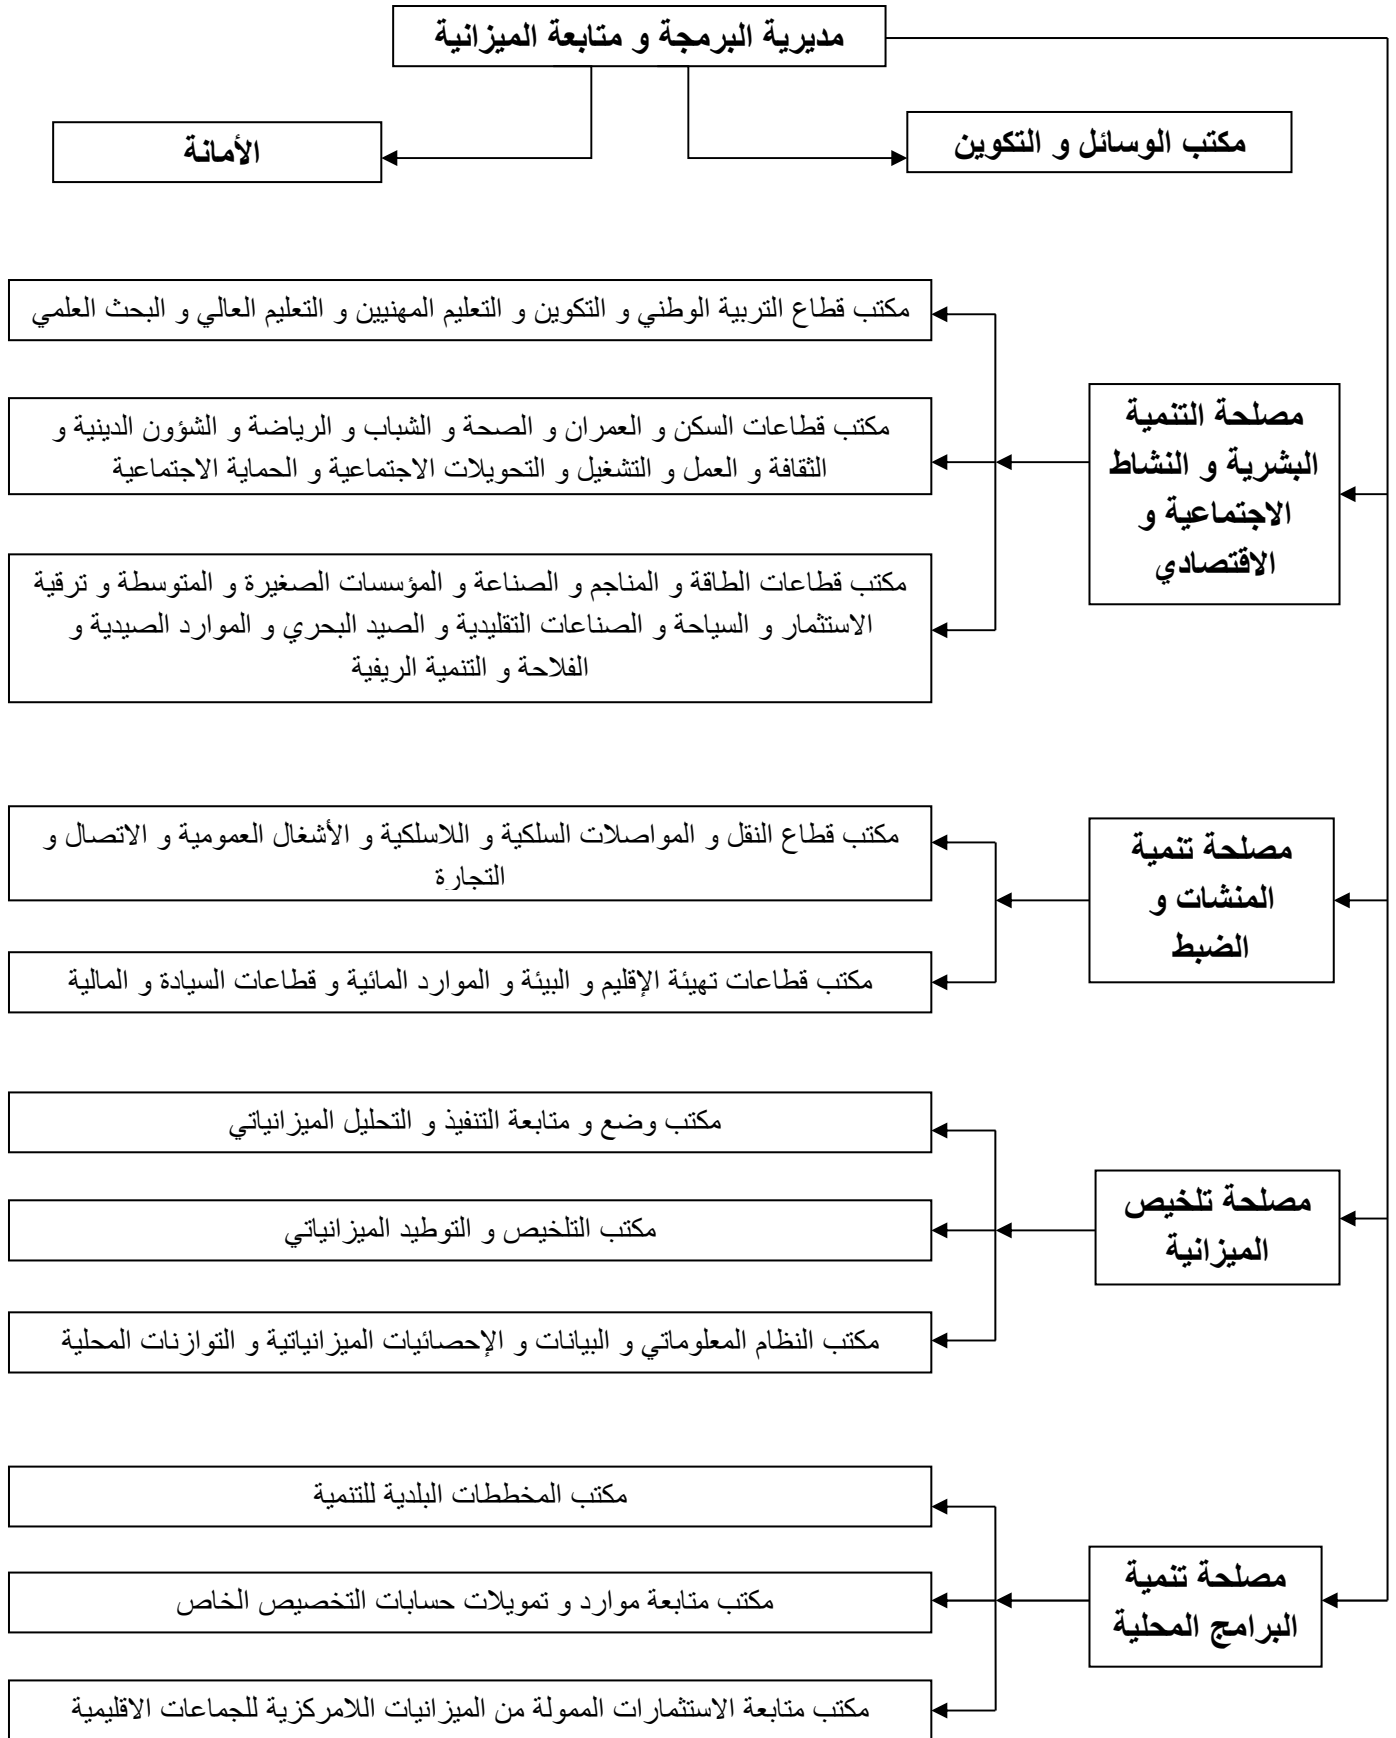 مديرية البرمجة و متابعة الميزانية
مكتب الوسائل و التكوين
الأمانة
مصلحة التنمية
البشرية و النشاط
الاجتماعية و
الاقتصادي
مكتب قطاع التربية الوطني و التكوين و التعليم المهنيين و التعليم العالي و البحث العلمي
مكتب قطاعات السكن و العمران و الصحة و الشباب و الرياضة و الشؤون الدينية و
الثقافة و العمل و التشغيل و التحويلات الاجتماعية و الحماية الاجتماعية
مكتب قطاعات الطاقة و المناجم و الصناعة و المؤسسات الصغيرة و المتوسطة و ترقية
الاستثمار و السياحة و الصناعات التقليدية و الصيد البحري و الموارد الصيدية و
الفلاحة و التنمية الريفية
مصلحة تنمية
المنشات و
الضبط
مكتب قطاع النقل و المواصلات السلكية و اللاسلكية و الأشغال العمومية و الاتصال و
التجارة
مكتب قطاعات تهيئة الإقليم و البيئة و الموارد المائية و قطاعات السيادة و المالية
مصلحة تلخيص
الميزانية
مكتب وضع و متابعة التنفيذ و التحليل الميزانياتي
مكتب التلخيص و التوطيد الميزانياتي
مكتب النظام المعلوماتي و البيانات و الإحصائيات الميزانياتية و التوازنات المحلية
مصلحة تنمية
البرامج المحلية
مكتب المخططات البلدية للتنمية
مكتب متابعة موارد و تمويلات حسابات التخصيص الخاص
مكتب متابعة الاستثمارات الممولة من الميزانيات اللامركزية للجماعات الاقليمية